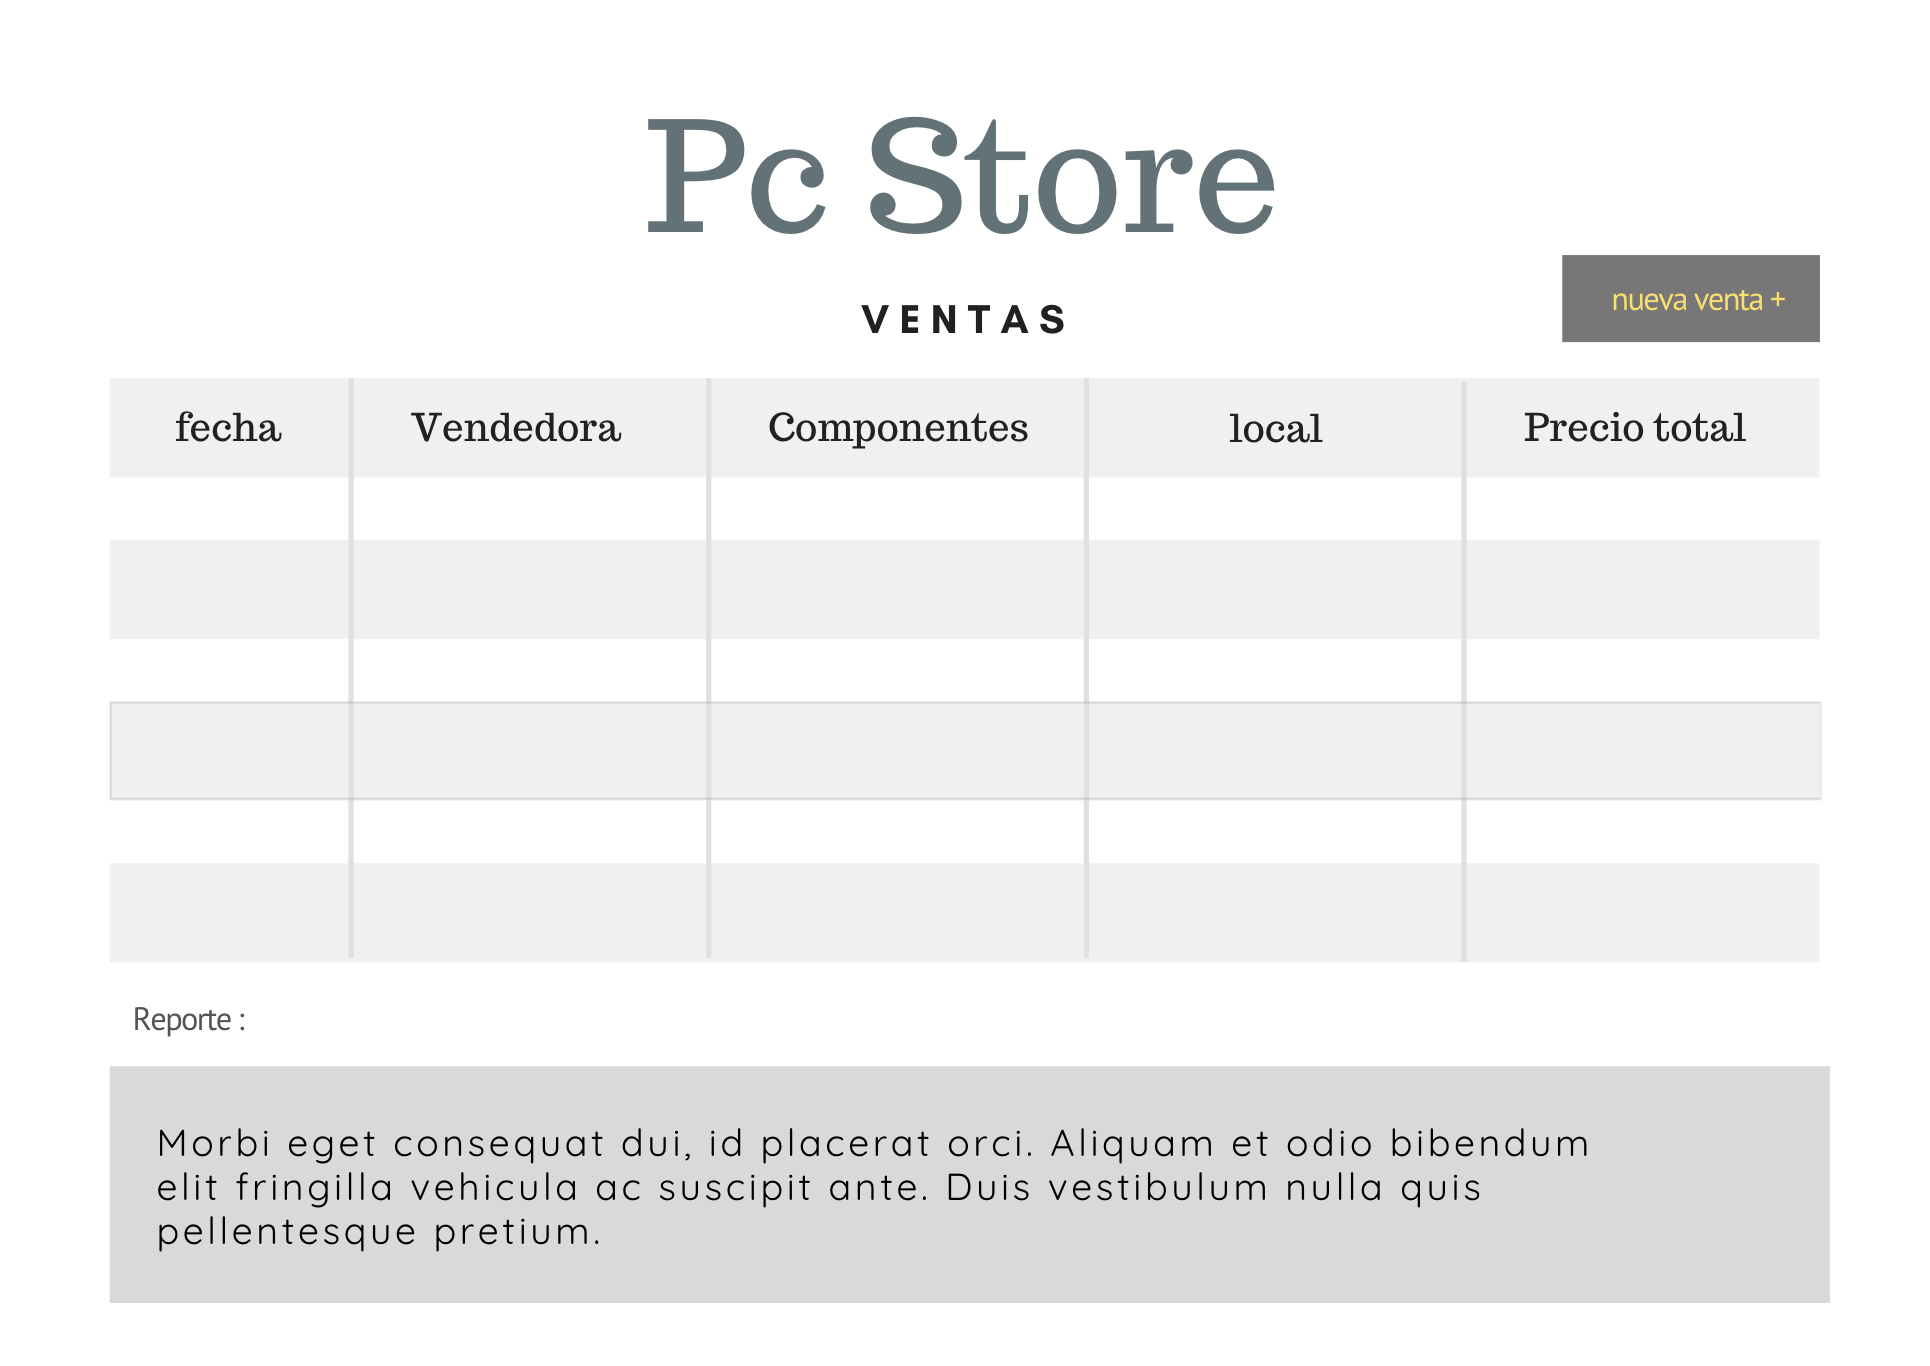 Pc Store
VENTAS
nueva venta +
fecha Vendedora Componentes local Precio total
Reporte :
Morbi eget consequat dui, id placerat orci. Aliquam et odio bibendum
elit fringilla vehicula ac suscipit ante. Duis vestibulum nulla quis
pellentesque pretium.